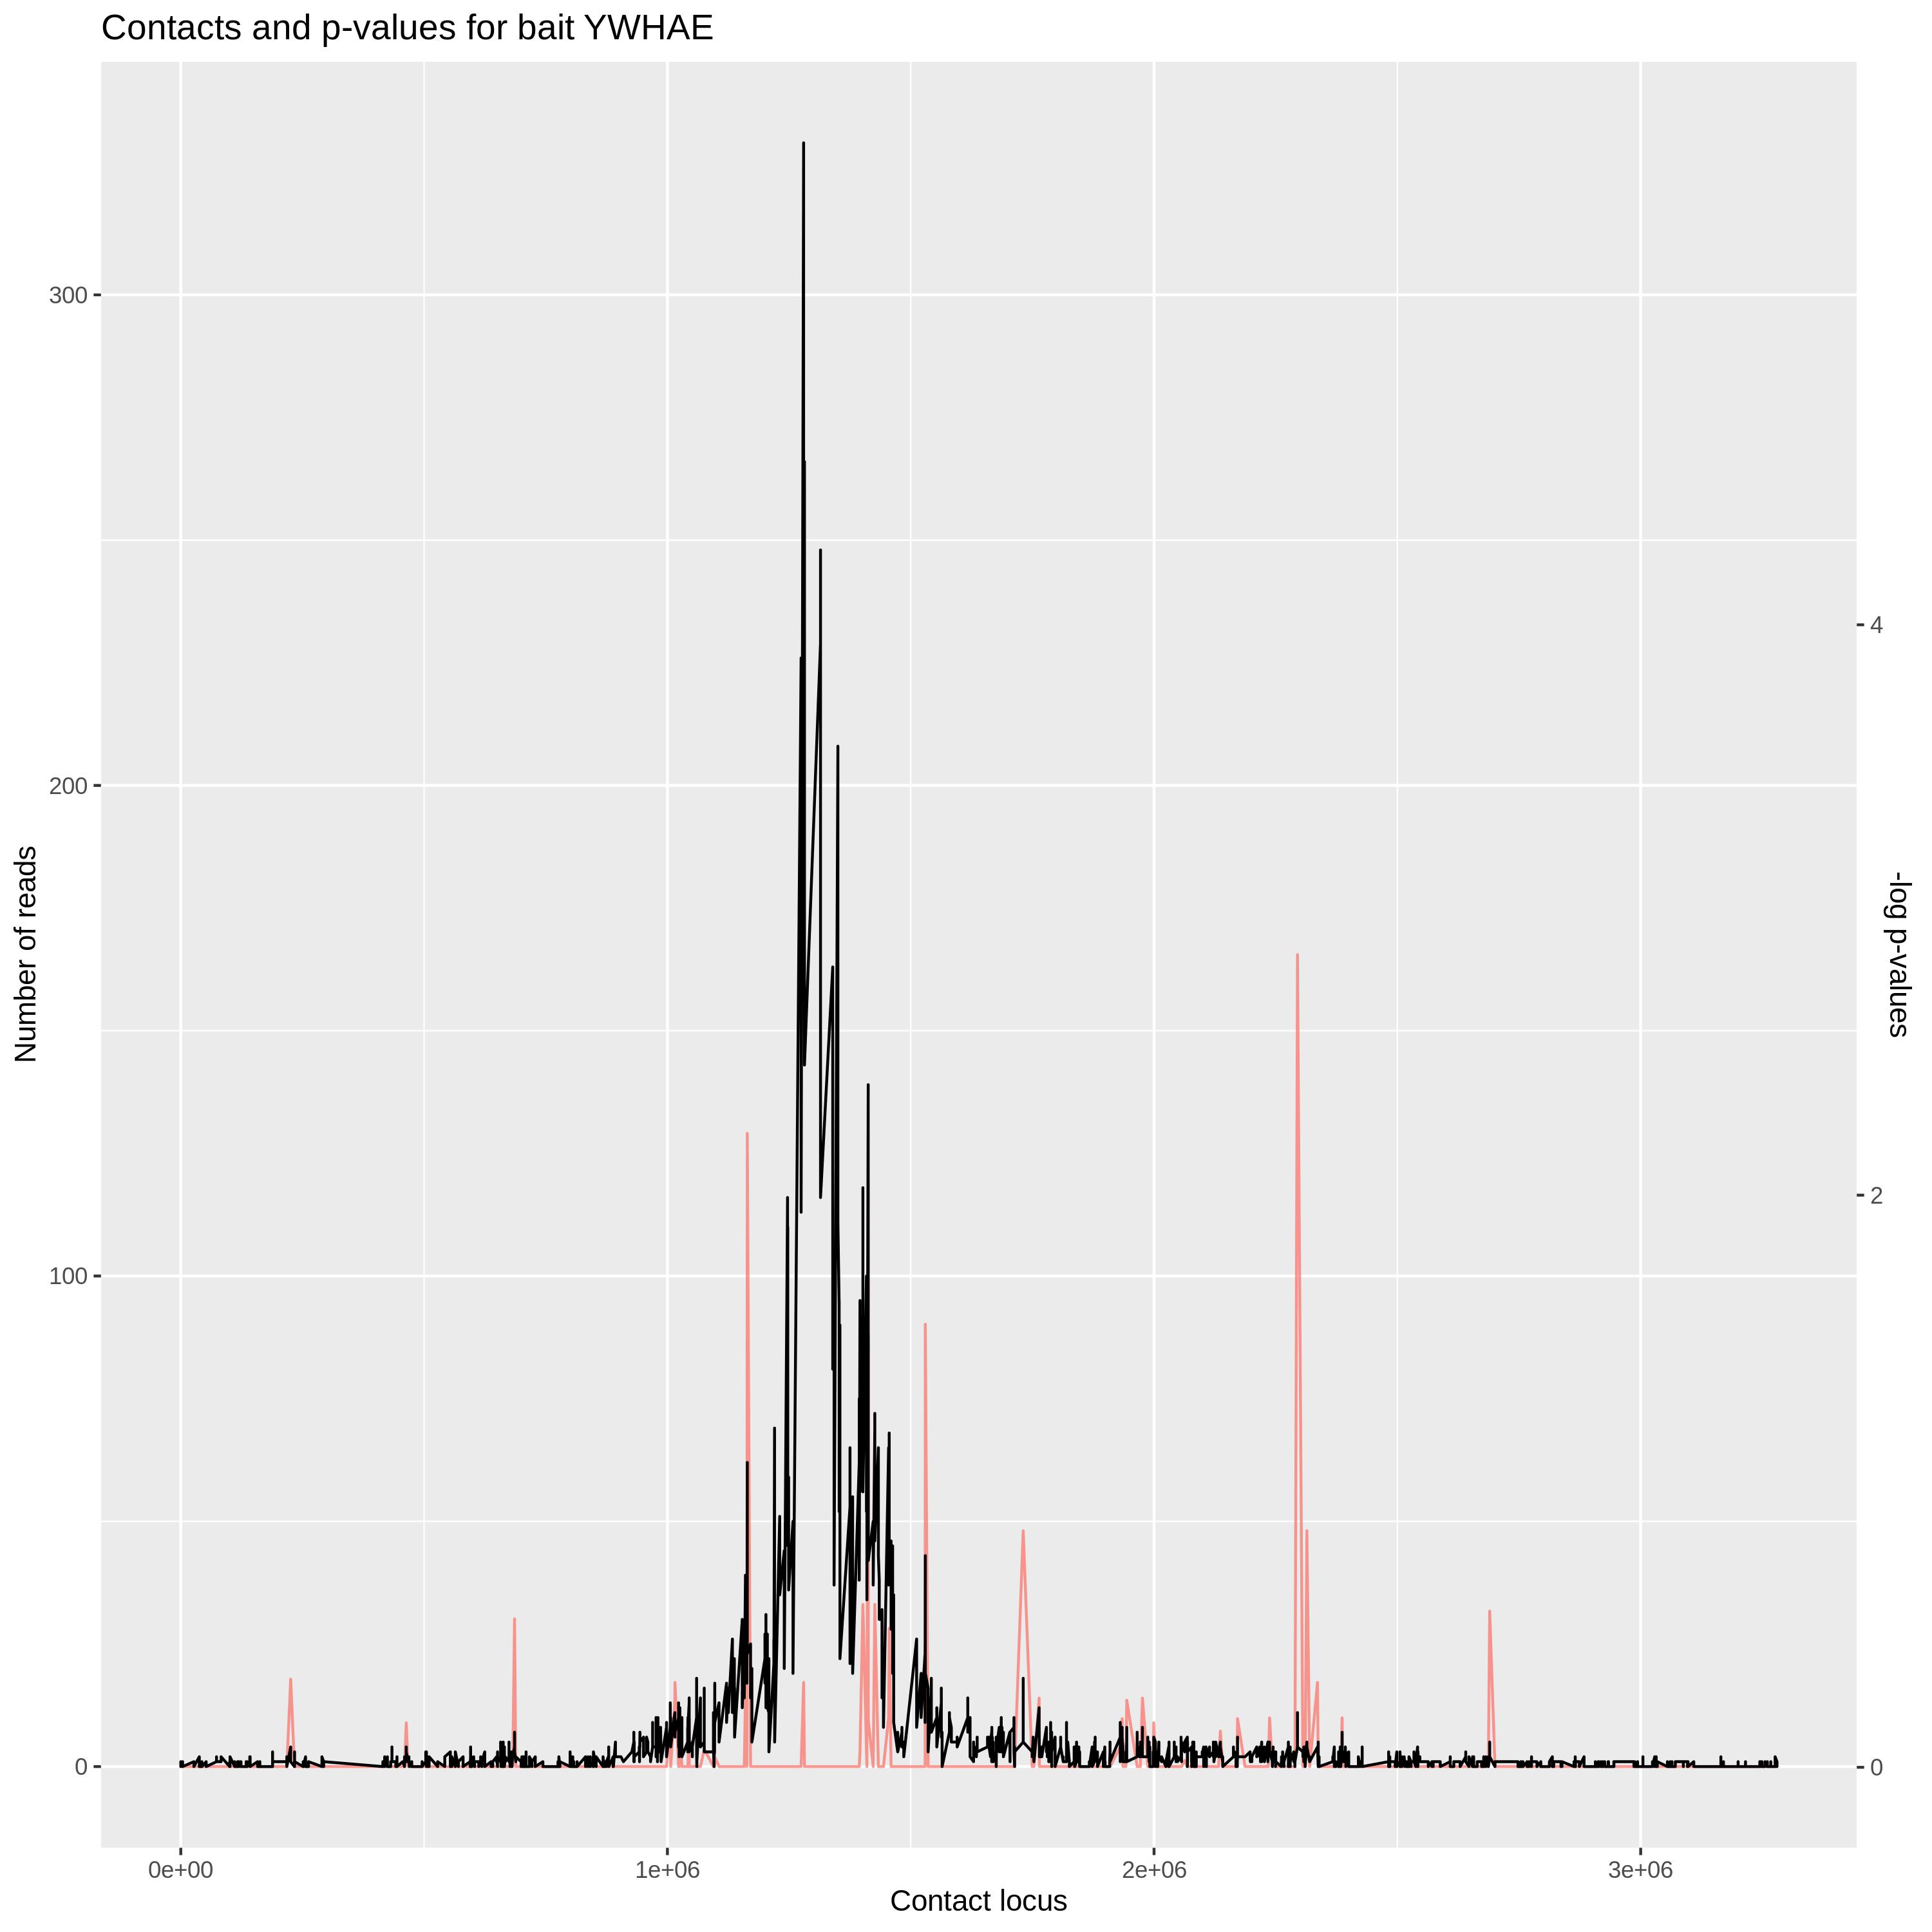 Contacts and p-values for bait YWHAE
300
200
100
0
Number of reads
4
2
0
-log p-values
0e+00
1e+06
2e+06
3e+06
Contact locus